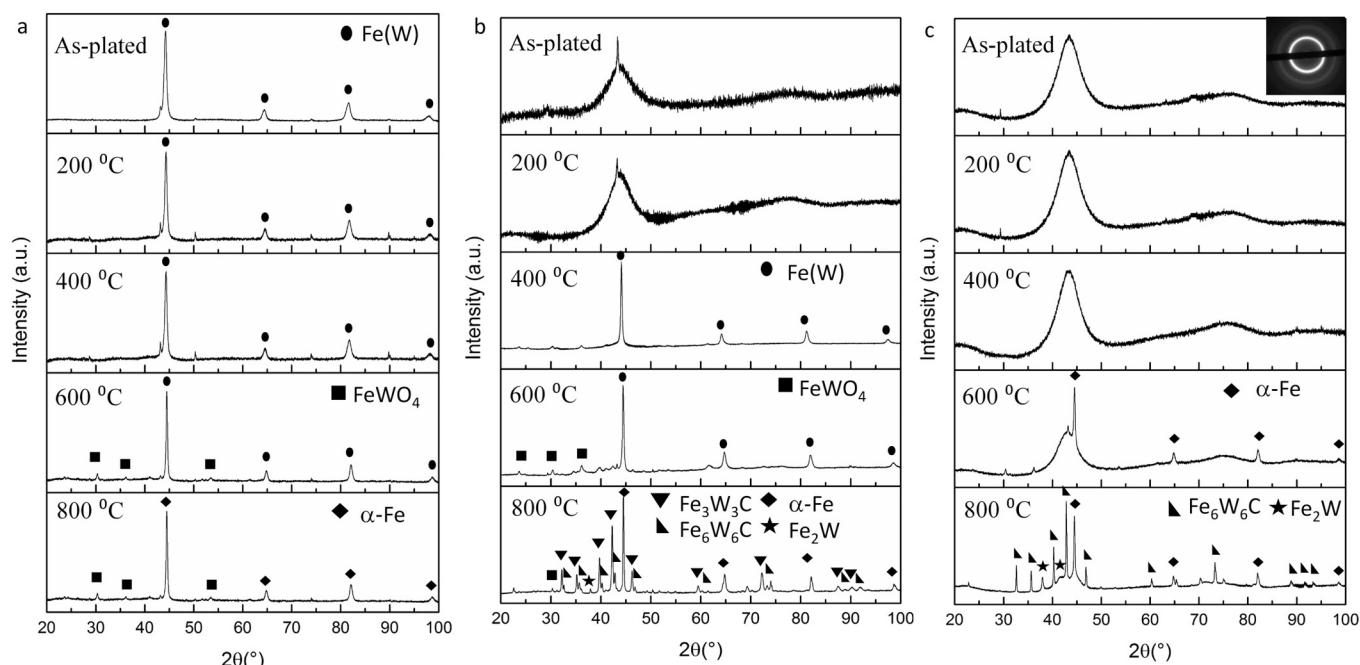 a
As-plated
Fe(W)
200 ⁰C
400 ⁰C
600 ⁰C
FeWO₄
800 ⁰C
α-Fe
20 30 40 50 60 70 80 90 100
2θ(°)
Intensity (a.u.)
b
As-plated
200 ⁰C
400 ⁰C
Fe(W)
600 ⁰C
FeWO₄
800 ⁰C
Fe₃W₃C
α-Fe
Fe₆W₆C
Fe₂W
20 30 40 50 60 70 80 90 100
2θ(°)
Intensity (a.u.)
c
As-plated
200 ⁰C
400 ⁰C
600 ⁰C
α-Fe
800 ⁰C
Fe₆W₆C
Fe₂W
20 30 40 50 60 70 80 90 100
2θ(°)
Intensity (a.u.)